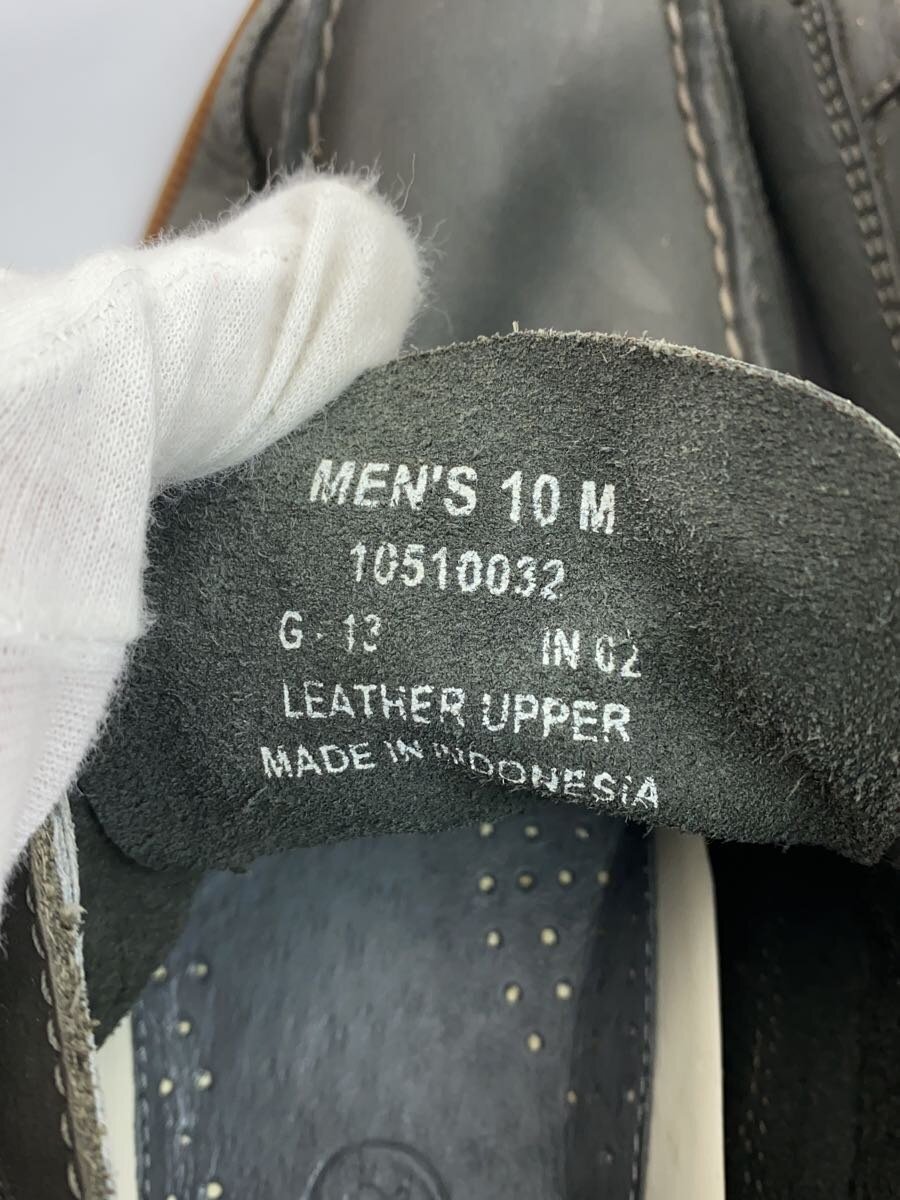 MEN'S 10 M
10510032
G - 13 IN 02
LEATHER UPPER
MADE IN INDONESIA